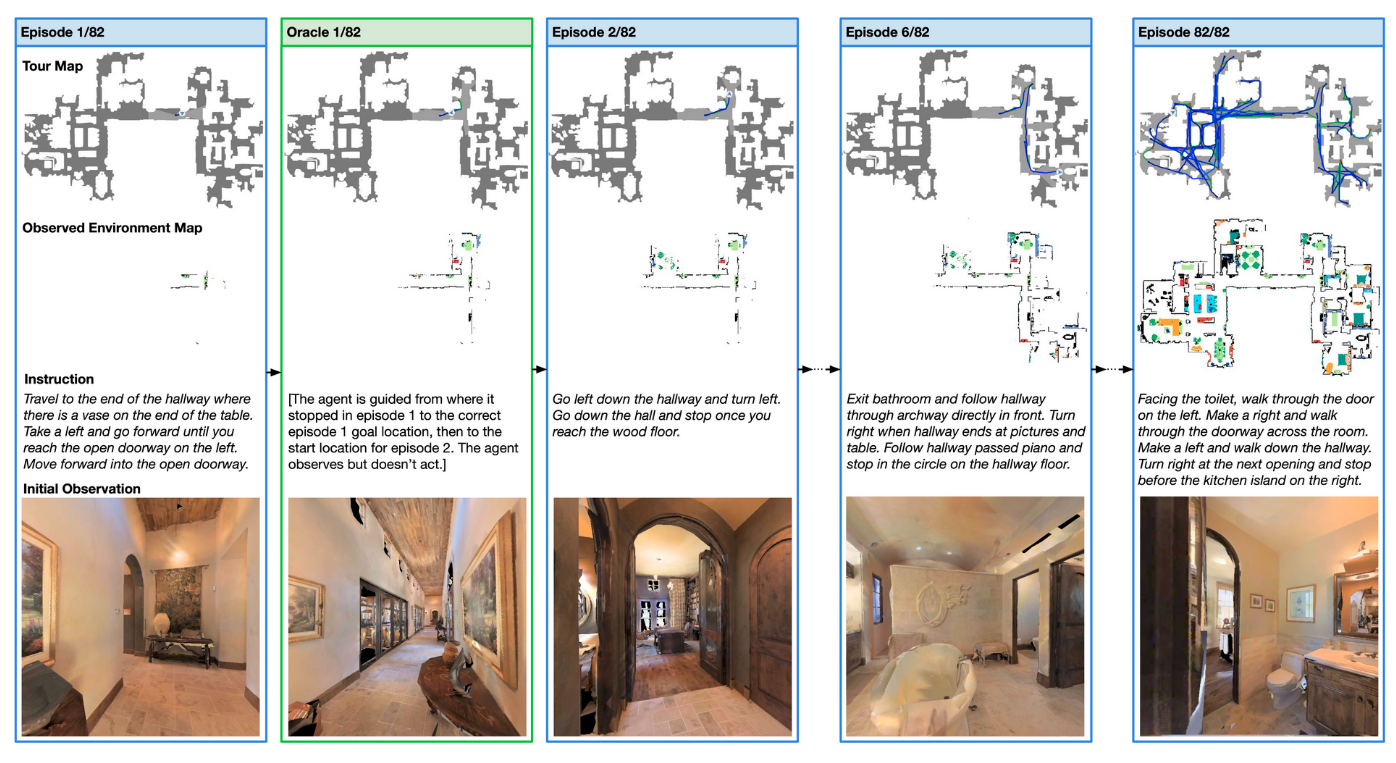 Episode 1/82
Oracle 1/82
Episode 2/82
Episode 6/82
Episode 82/82
Tour Map
Observed Environment Map
Instruction
Travel to the end of the hallway where
there is a vase on the end of the table.
Take a left and go forward until you
reach the open doorway on the left.
Move forward into the open doorway.
[The agent is guided from where it
stopped in episode 1 to the correct
episode 1 goal location, then to the
start location for episode 2. The agent
observes but doesn't act.]
Go left down the hallway and turn left.
Go down the hall and stop once you
reach the wood floor.
Exit bathroom and follow hallway
through archway directly in front. Turn
right when hallway ends at pictures and
table. Follow hallway passed piano and
stop in the circle on the hallway floor.
Facing the toilet, walk through the door
on the left. Make a right and walk
through the doorway across the room.
Make a left and walk down the hallway.
Turn right at the next opening and stop
before the kitchen island on the right.
Initial Observation